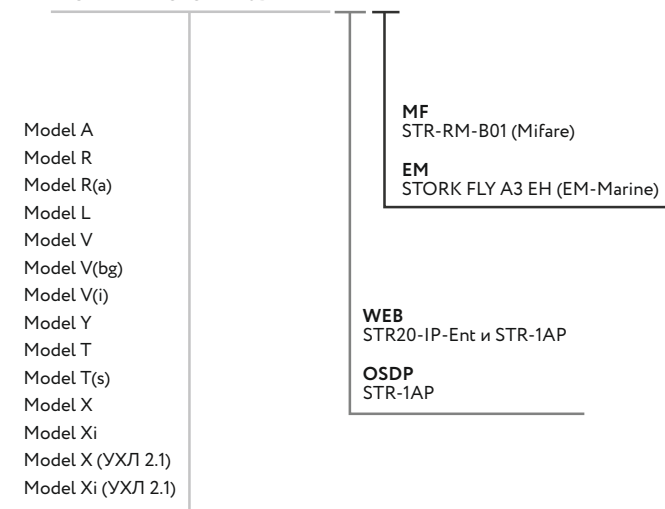 Model A
Model R
Model R(a)
Model L
Model V
Model V(bg)
Model V(i)
Model Y
Model T
Model T(s)
Model X
Model Xi
Model X (УХЛ 2.1)
Model Xi (УХЛ 2.1)
WEB
STR20-IP-Ent и STR-1AP
OSDP
STR-1AP
MF
STR-RM-B01 (Mifare)
EM
STORK FLY A3 EH (EM-Marine)